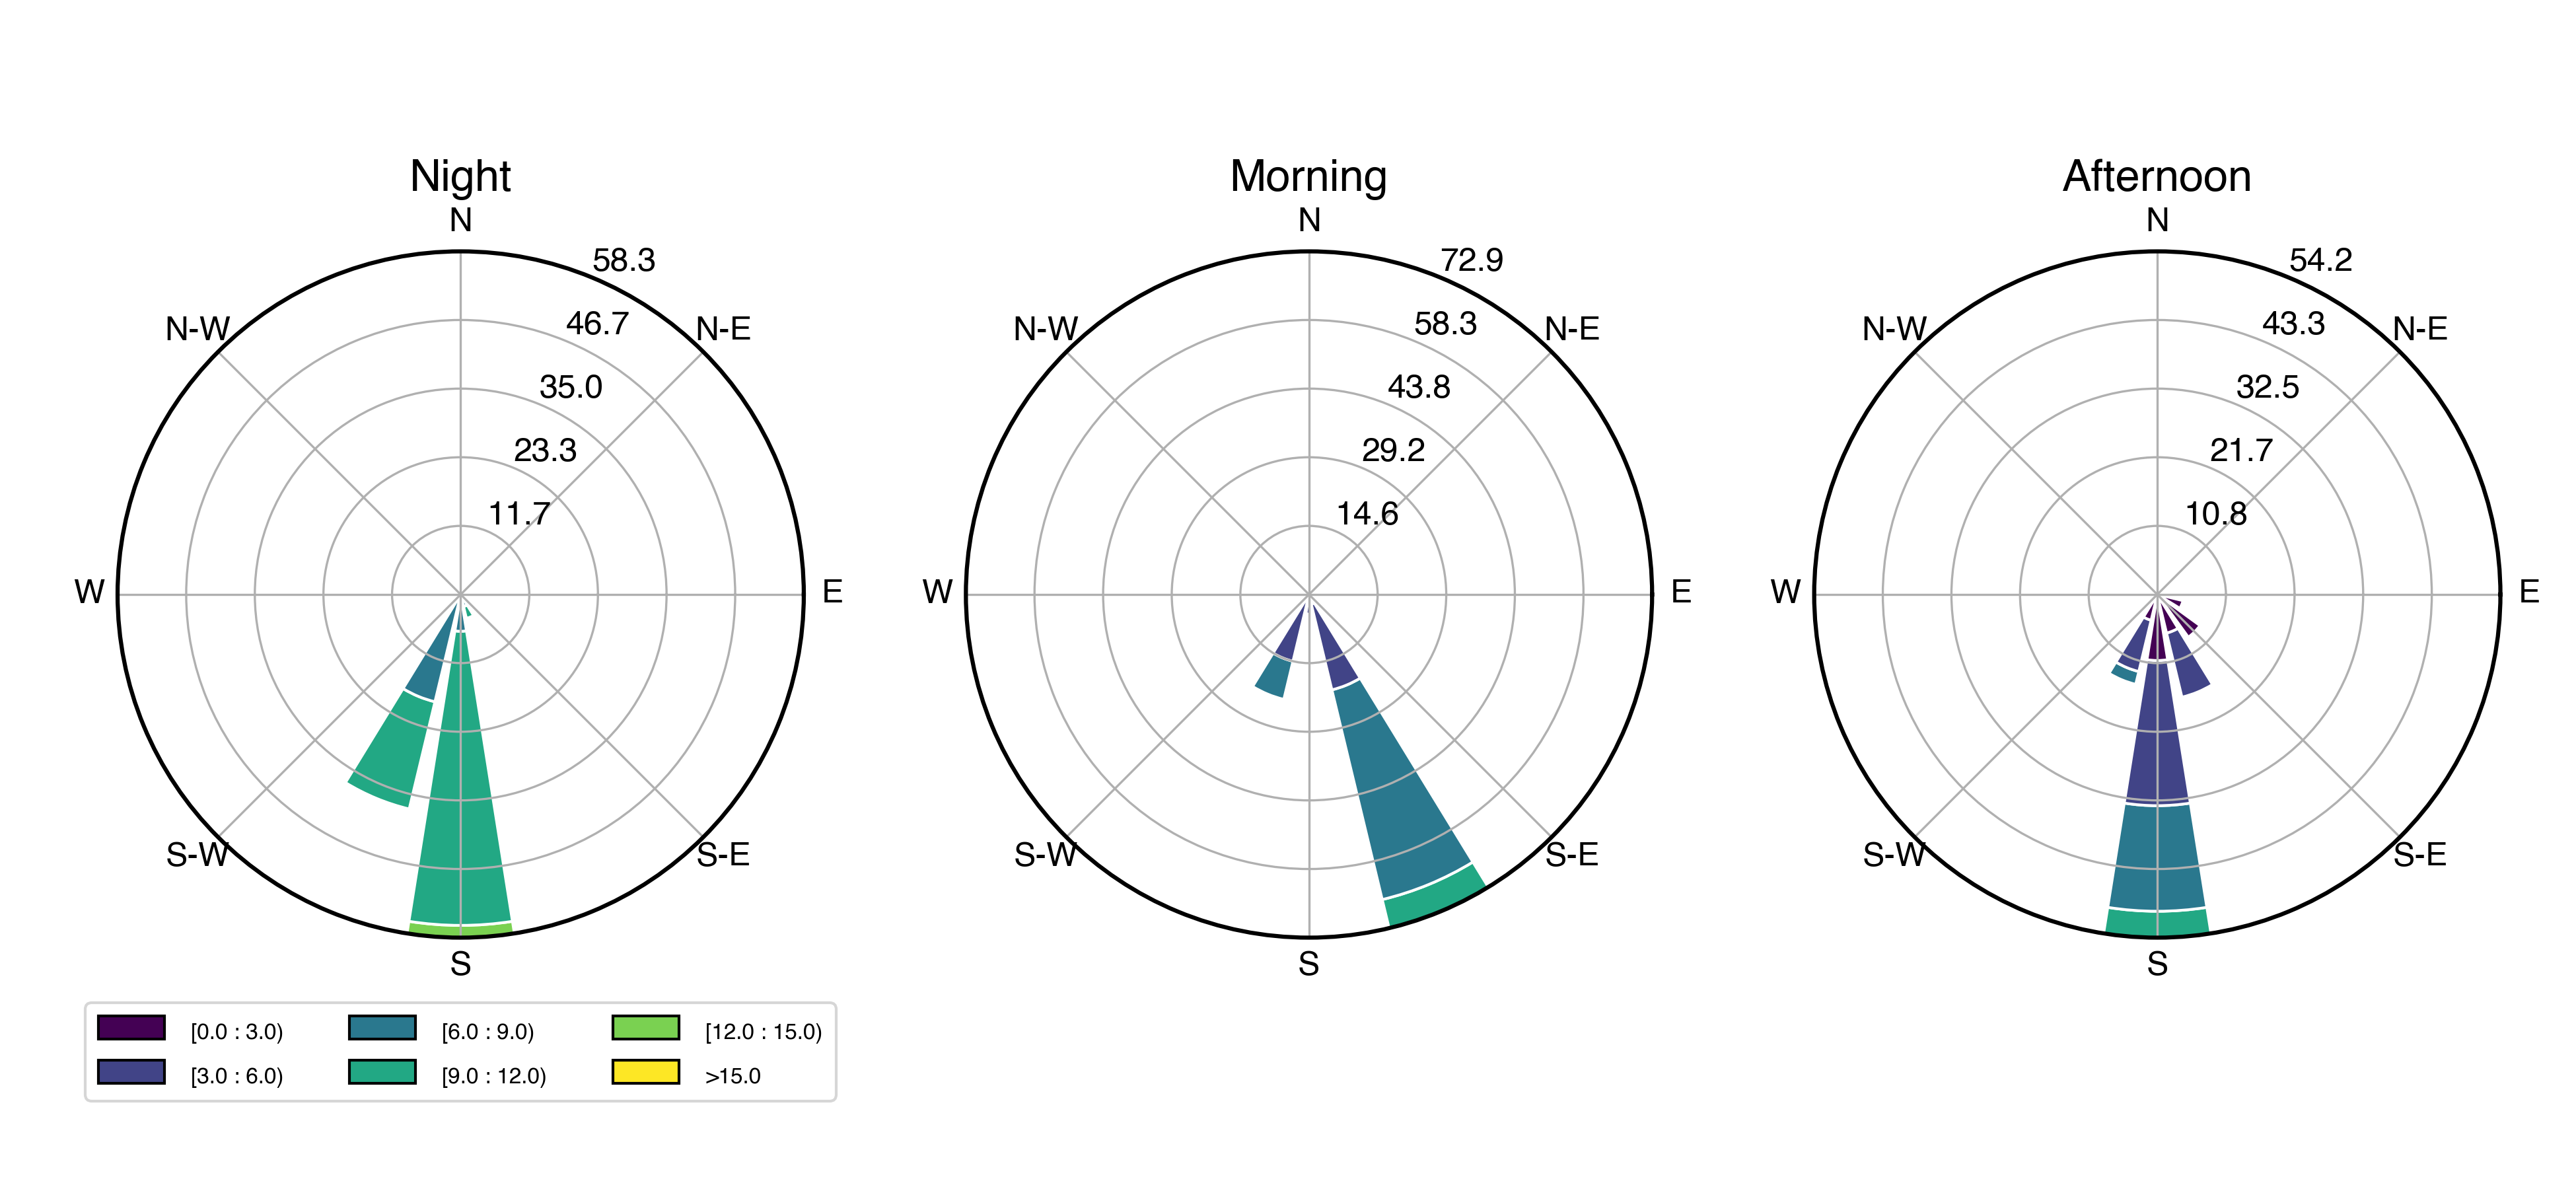 Night
N
58.3
46.7
35.0
23.3
11.7
N-W
N-E
W
E
S-W
S-E
S
Morning
N
72.9
58.3
43.8
29.2
14.6
N-W
N-E
W
E
S-W
S-E
S
Afternoon
N
54.2
43.3
32.5
21.7
10.8
N-W
N-E
W
E
S-W
S-E
S
[0.0 : 3.0)
[3.0 : 6.0)
[6.0 : 9.0)
[9.0 : 12.0)
[12.0 : 15.0)
>15.0